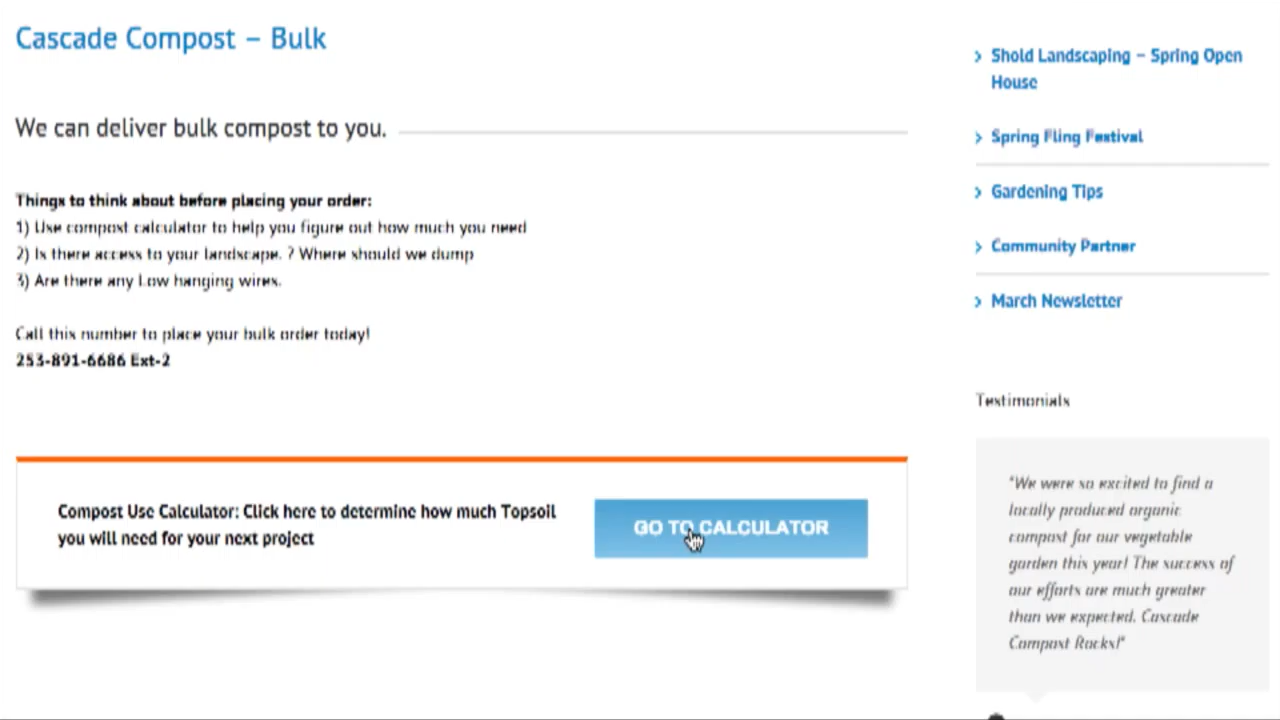 Cascade Compost – Bulk
We can deliver bulk compost to you.
Things to think about before placing your order:
1) Use compost calculator to help you figure out how much you need
2) Is there access to your landscape. ? Where should we dump
3) Are there any Low hanging wires.
Call this number to place your bulk order today!
253-891-6686 Ext-2
Compost Use Calculator: Click here to determine how much Topsoil
you will need for your next project
GO TO CALCULATOR
Shold Landscaping – Spring Open
House
Spring Fling Festival
Gardening Tips
Community Partner
March Newsletter
Testimonials
"We were so excited to find a
locally produced organic
compost for our vegetable
garden this year! The success of
our efforts are much greater
than we expected. Cascade
Compost Rocks!"